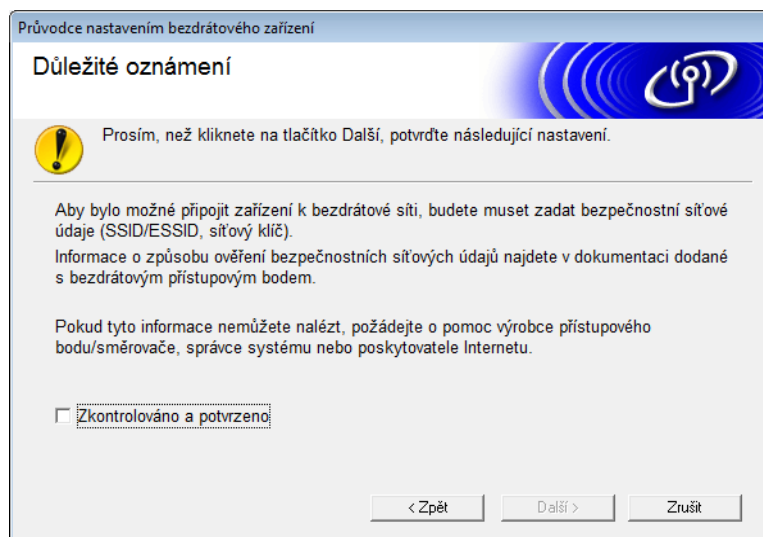 Průvodce nastavením bezdrátového zařízení
Důležité oznámení
Prosím, než kliknete na tlačítko Další, potvrďte následující nastavení.
Aby bylo možné připojit zařízení k bezdrátové síti, budete muset zadat bezpečnostní síťové
údaje (SSID/ESSID, síťový klíč).
Informace o způsobu ověření bezpečnostních síťových údajů najdete v dokumentaci dodané
s bezdrátovým přístupovým bodem.
Pokud tyto informace nemůžete nalézt, požádejte o pomoc výrobce přístupového
bodu/směrovače, správce systému nebo poskytovatele Internetu.
Zkontrolováno a potvrzeno
< Zpět
Další >
Zrušit